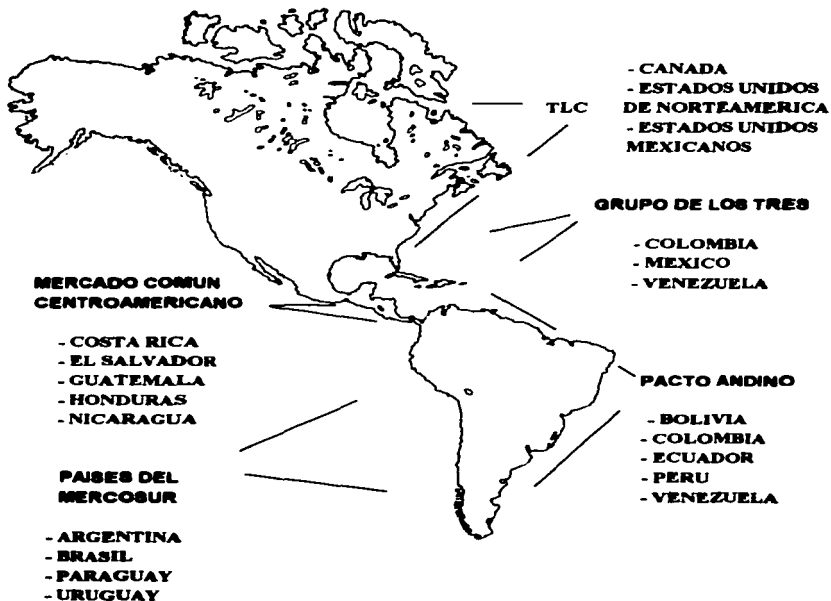 - CANADA
TLC - ESTADOS UNIDOS
DE NORTEAMERICA
- ESTADOS UNIDOS
MEXICANOS
GRUPO DE LOS TRES
- COLOMBIA
- MEXICO
- VENEZUELA
MERCADO COMUN
CENTROAMERICANO
- COSTA RICA
- EL SALVADOR
- GUATEMALA
- HONDURAS
- NICARAGUA
PACTO ANDINO
- BOLIVIA
- COLOMBIA
- ECUADOR
- PERU
- VENEZUELA
PAISES DEL
MERCOSUR
- ARGENTINA
- BRASIL
- PARAGUAY
- URUGUAY